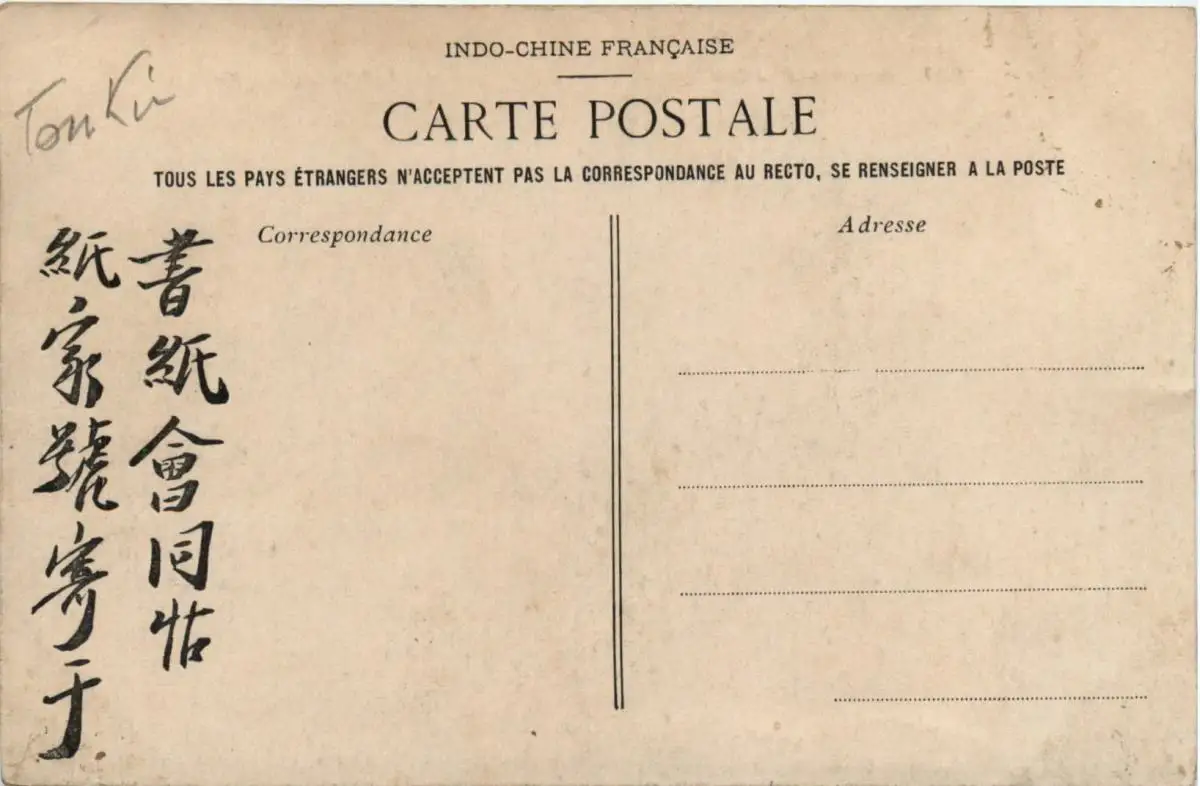 INDO-CHINE FRANÇAISE
Tonkin
CARTE POSTALE
TOUS LES PAYS ÉTRANGERS N'ACCEPTENT PAS LA CORRESPONDANCE AU RECTO, SE RENSEIGNER A LA POSTE
Correspondance
Adresse
書紙會同怗
紙家號寄于